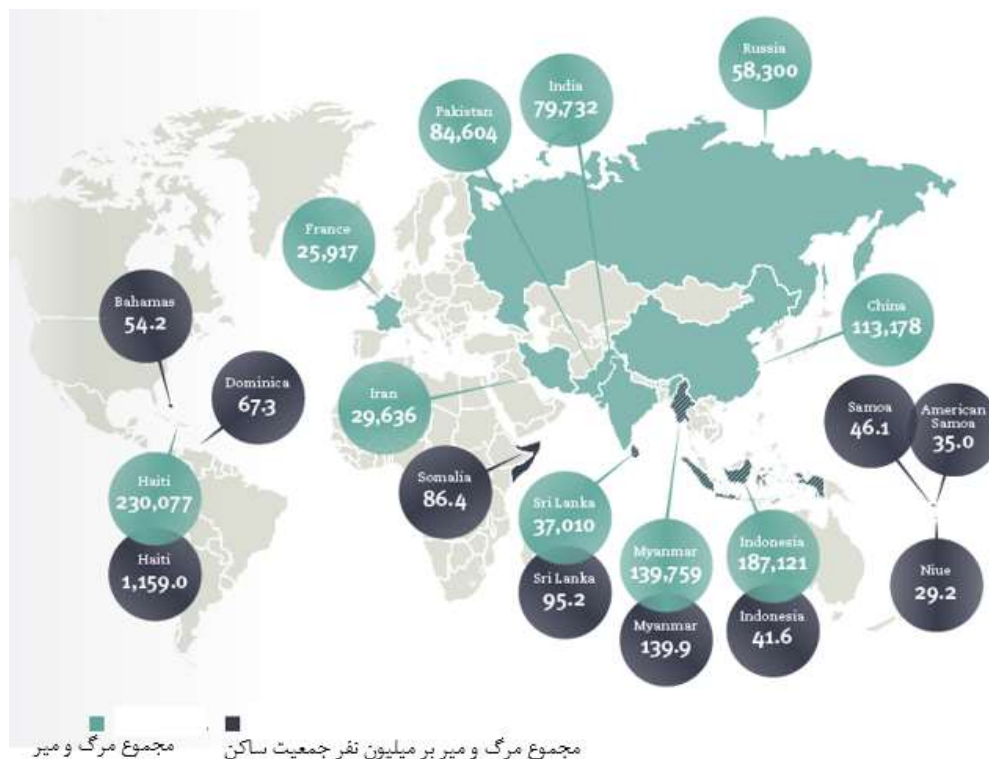 Russia
58,300
India
79,732
Pakistan
84,604
France
25,917
Bahamas
54.2
China
113,178
Dominica
67.3
Iran
29,636
Samoa
46.1
American
Samoa
35.0
Somalia
86.4
Haiti
230,077
Haiti
1,159.0
Sri Lanka
37,010
Sri Lanka
95.2
Myanmar
139,759
Myanmar
139.9
Indonesia
187,121
Indonesia
41.6
Niue
29.2
مجموع مرگ و میر
مجموع مرگ و میر بر میلیون نفر جمعیت ساکن